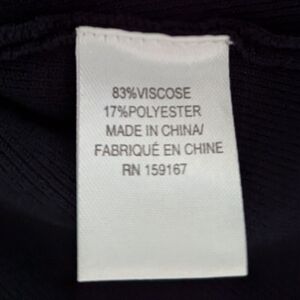 83%VISCOSE
17%POLYESTER
MADE IN CHINA/
FABRIQUÉ EN CHINE
RN 159167